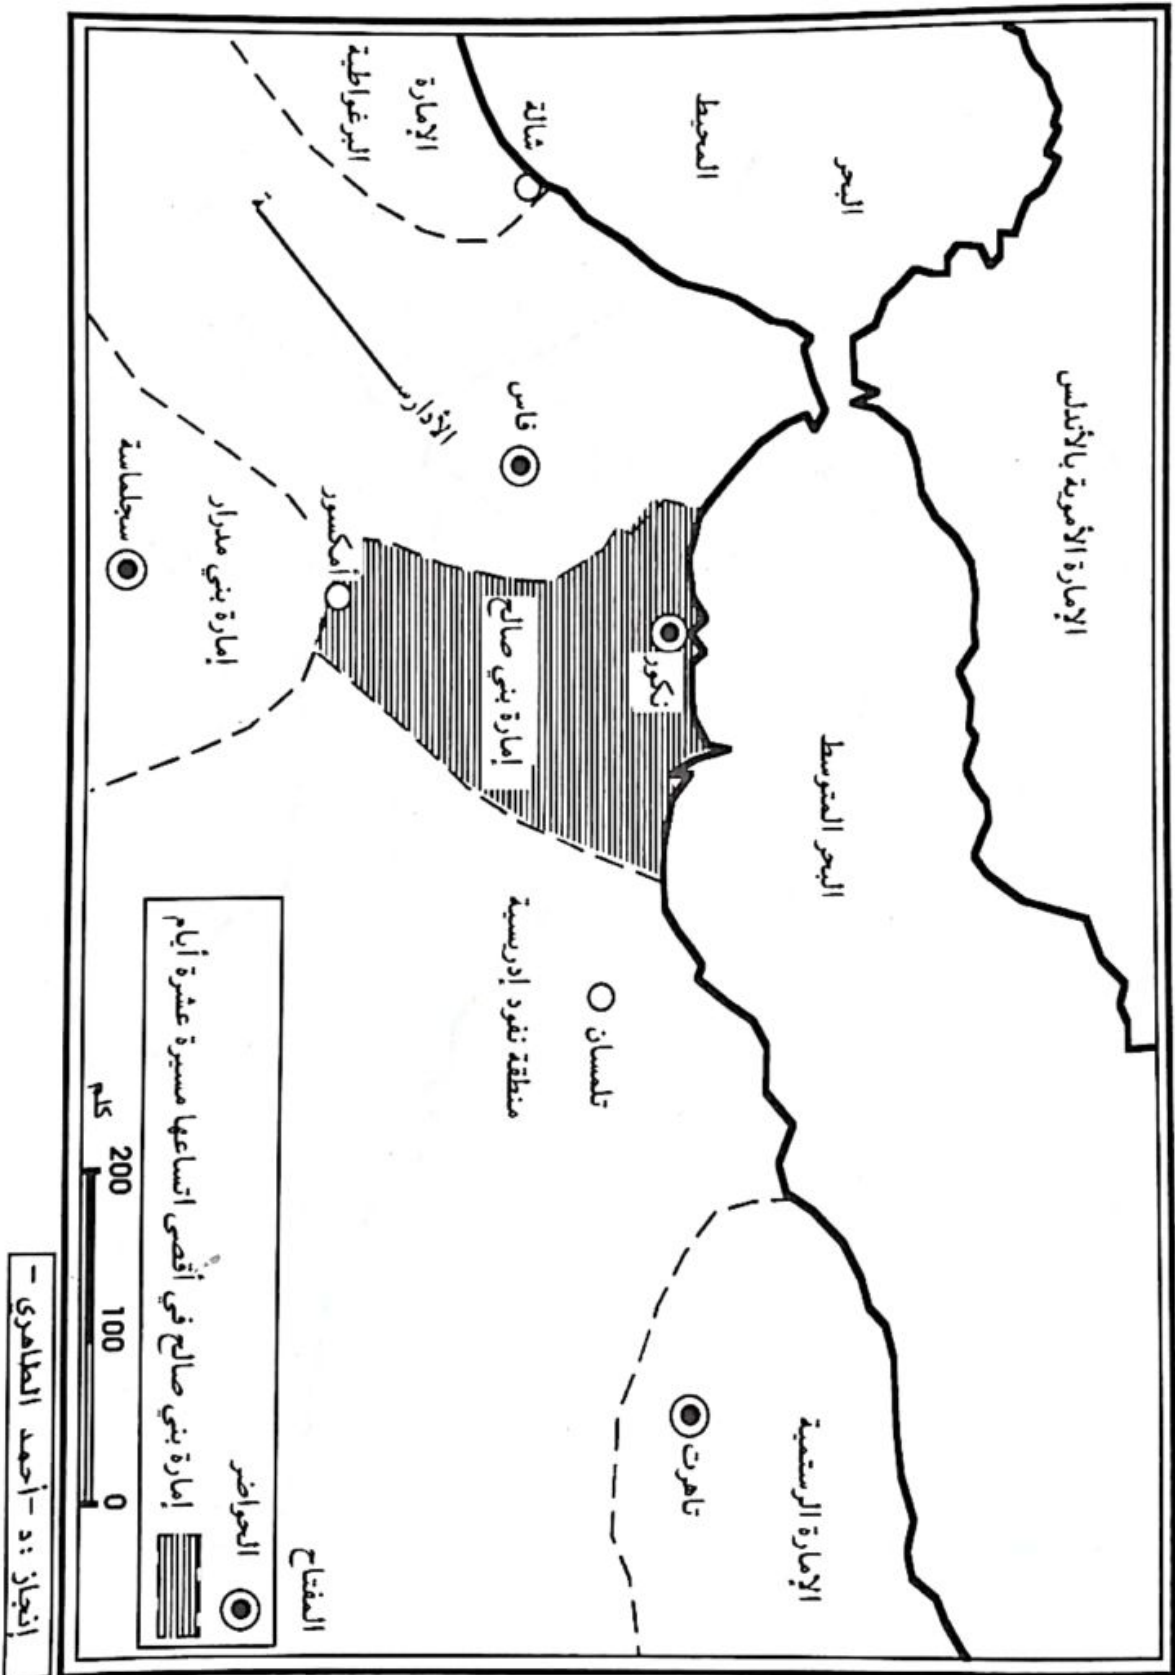 الإمارة الأموية بالأندلس
البحر
المحيط
البحر المتوسط
شالة
الإمارة
البرغواطية
فاس
الأدارسة
نكور
إمارة بني صالح
أمكسور
سجلماسة
إمارة بني مدرار
تلمسان
منطقة نفود إدريسية
الإمارة الرستمية
تاهرت
المفتاح
الحواضر
إمارة بني صالح في أقصى اتساعها مسيرة عشرة أيام
0 100 200 كلم
إنجاز : د - أحمد الطاهري -